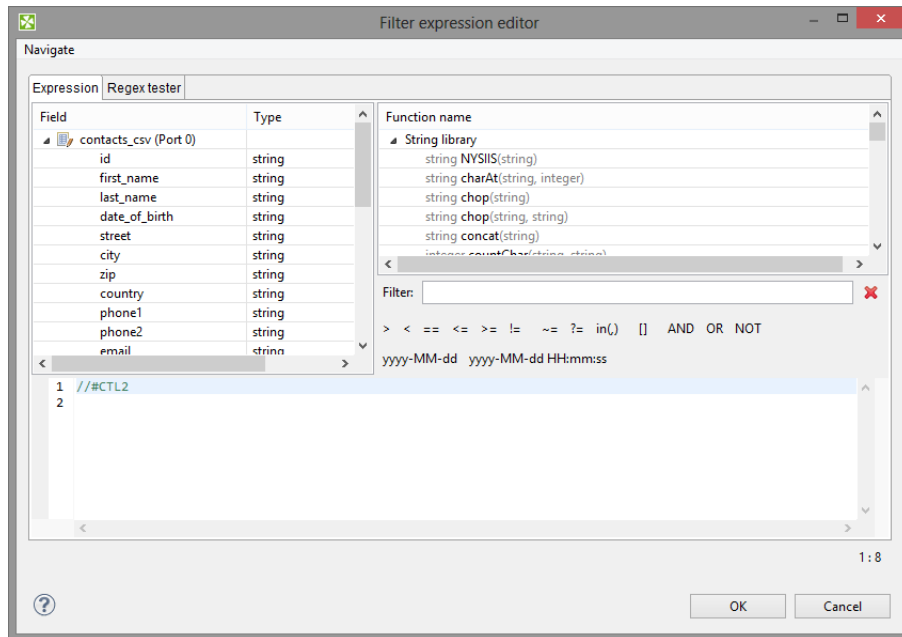 Filter expression editor
Navigate
Expression Regex tester
Field Type
contacts_csv (Port 0)
id string
first_name string
last_name string
date_of_birth string
street string
city string
zip string
country string
phone1 string
phone2 string
email string
Function name
String library
string NYSIIS(string)
string charAt(string, integer)
string chop(string)
string chop(string, string)
string concat(string)
integer countChar(string, string)
Filter:
> < == <= >= != ~= ?= in(,) [] AND OR NOT
yyyy-MM-dd yyyy-MM-dd HH:mm:ss
1 //#CTL2
2
1 : 8
OK Cancel